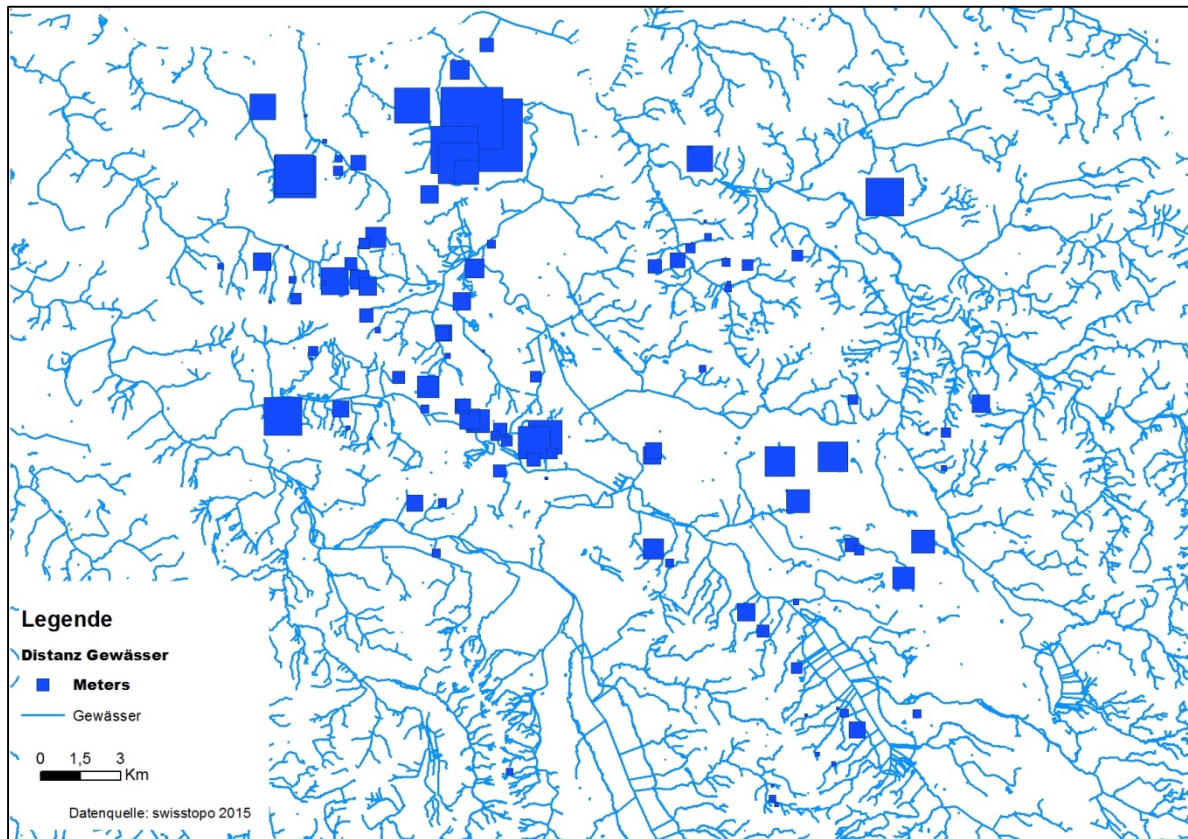 Legende
Distanz Gewässer
Meters
Gewässer
0 1,5 3
Km
Datenquelle: swisstopo 2015